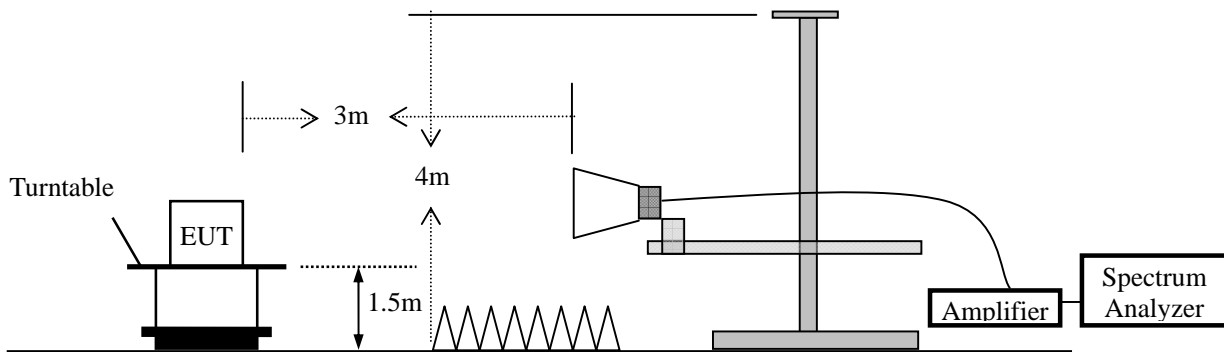 3m
4m
Turntable
EUT
1.5m
Amplifier
Spectrum
Analyzer